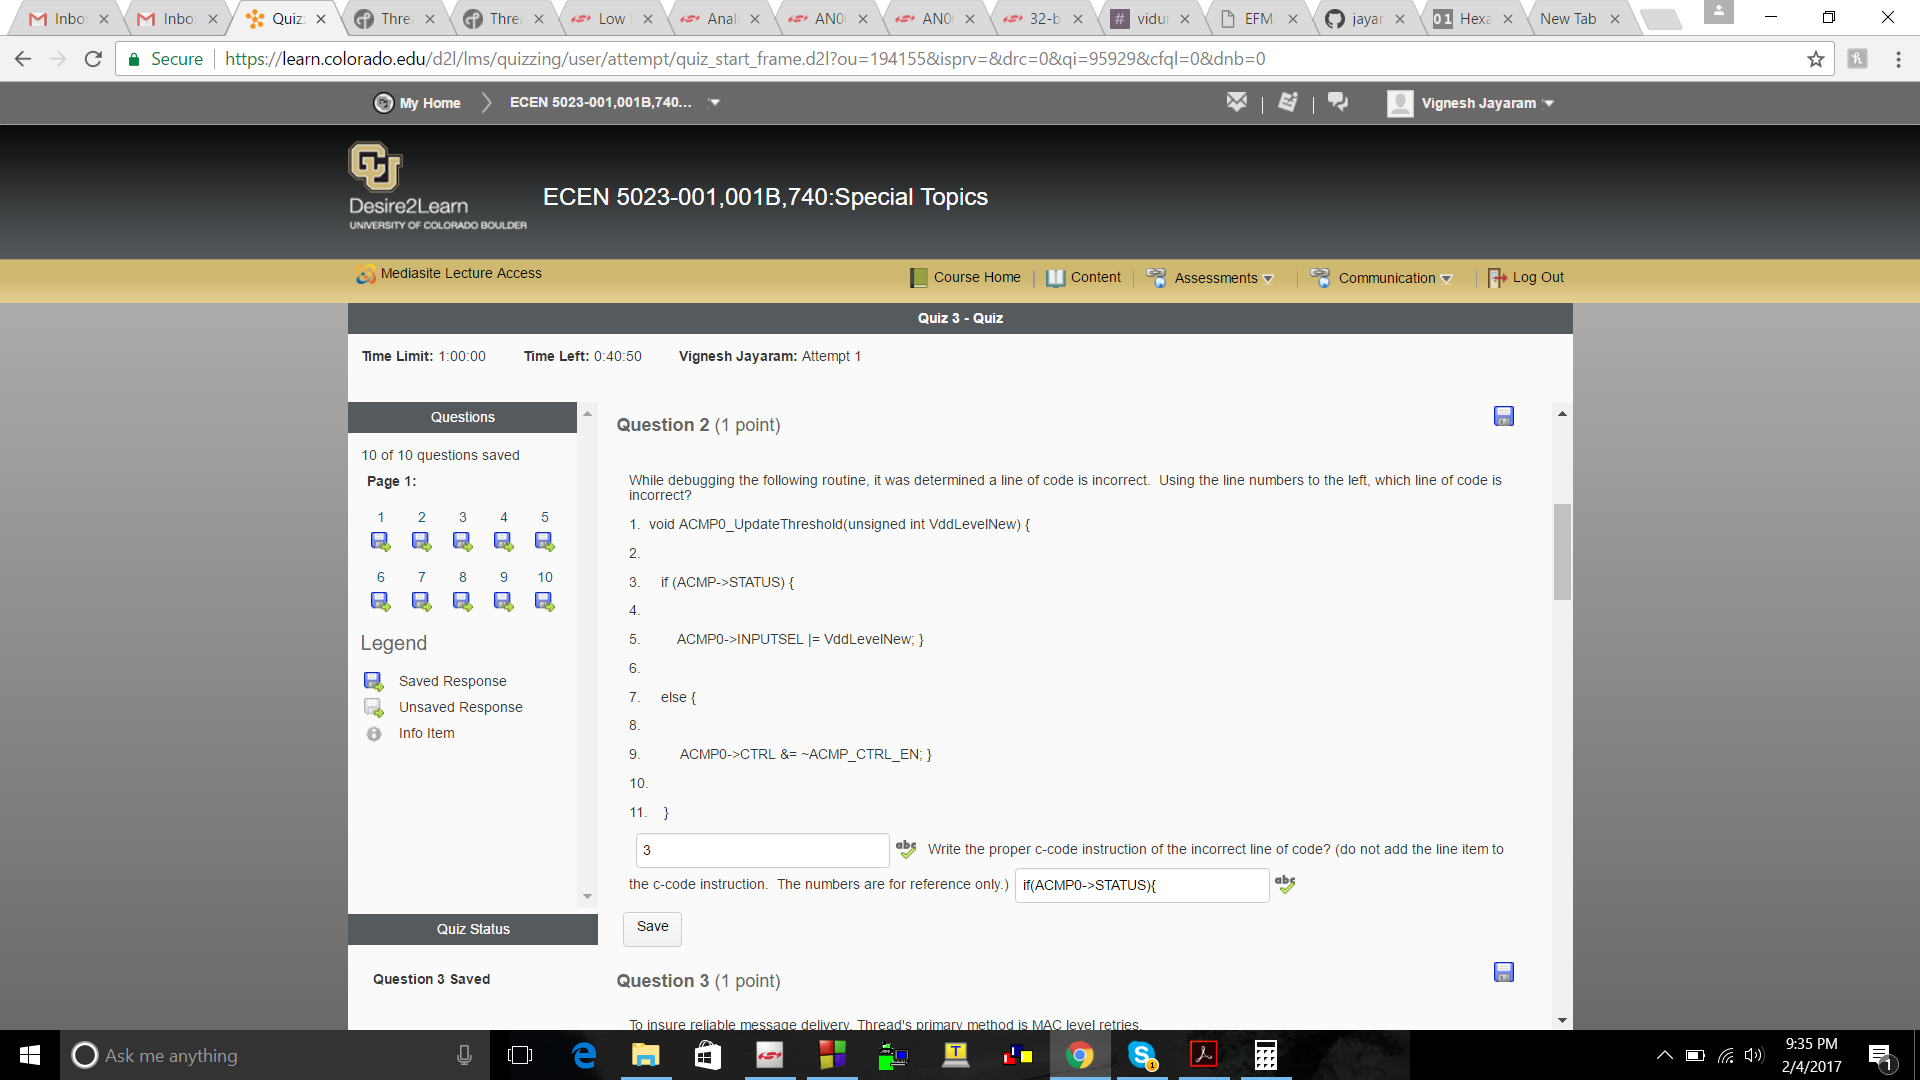 Inbo
Inbo
Quiz
Thre
Thre
Low
Anal
AN0
AN0
32-b
vidur
EFM
jayar
Hexa
New Tab
Secure
https://learn.colorado.edu/d2l/lms/quizzing/user/attempt/quiz_start_frame.d2l?ou=194155&isprv=&drc=0&qi=95929&cfql=0&dnb=0
My Home
ECEN 5023-001,001B,740...
Vignesh Jayaram
Desire2Learn
UNIVERSITY OF COLORADO BOULDER
ECEN 5023-001,001B,740:Special Topics
Mediasite Lecture Access
Course Home
Content
Assessments
Communication
Log Out
Quiz 3 - Quiz
Time Limit: 1:00:00 Time Left: 0:40:50 Vignesh Jayaram: Attempt 1
Questions
10 of 10 questions saved
Page 1:
1 2 3 4 5
6 7 8 9 10
Legend
Saved Response
Unsaved Response
Info Item
Quiz Status
Question 3 Saved
Question 2 (1 point)
While debugging the following routine, it was determined a line of code is incorrect. Using the line numbers to the left, which line of code is
incorrect?
1. void ACMP0_UpdateThreshold(unsigned int VddLevelNew) {
2.
3. if (ACMP->STATUS) {
4.
5. ACMP0->INPUTSEL |= VddLevelNew; }
6.
7. else {
8.
9. ACMP0->CTRL &= ~ACMP_CTRL_EN; }
10.
11. }
3 abc Write the proper c-code instruction of the incorrect line of code? (do not add the line item to
the c-code instruction. The numbers are for reference only.) if(ACMP0->STATUS){ abc
Save
Question 3 (1 point)
To insure reliable message delivery, Thread's primary method is MAC level retries.
Ask me anything
9:35 PM
2/4/2017
1